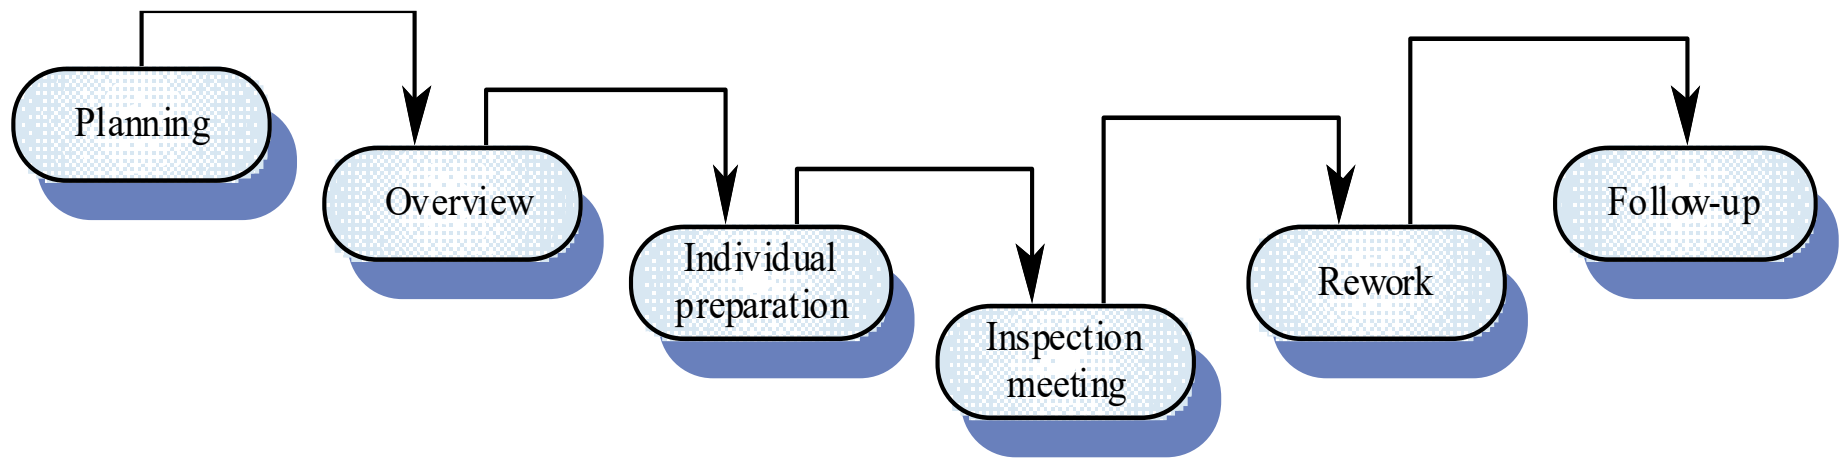 Planning
Overview
Individual
preparation
Inspection
meeting
Rework
Follow-up